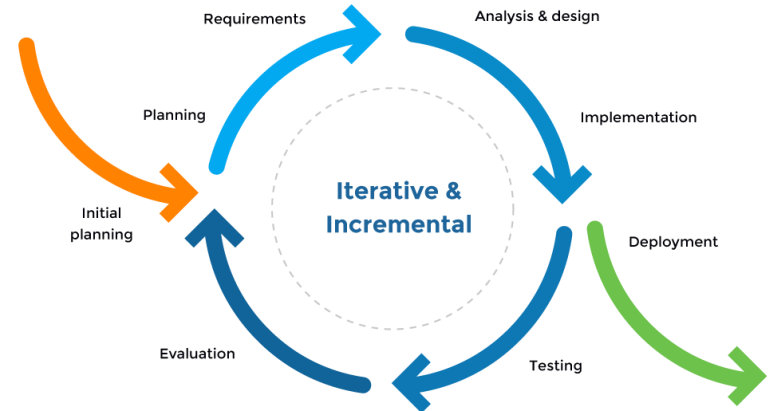 Requirements
Analysis & design
Planning
Implementation
Iterative &
Incremental
Initial
planning
Deployment
Evaluation
Testing